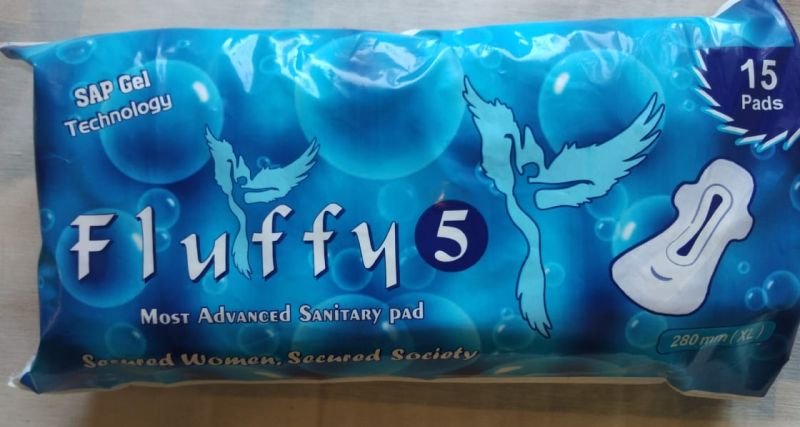 SAP Gel
Technology
15
Pads
Fluffy 5
Most Advanced Sanitary pad
280 mm (XL)
Secured Women, Secured Society